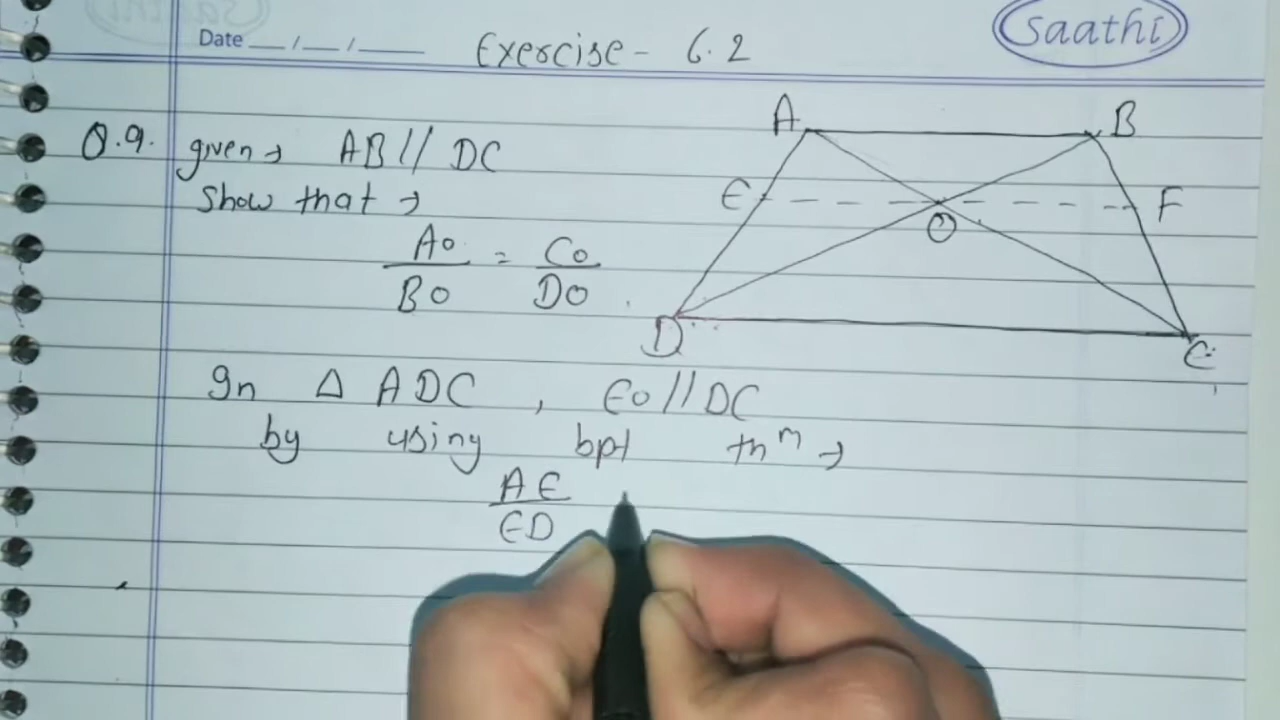 Saathi
Date __/__/____
Exercise - 6.2
Q.9. given → AB // DC
Show that →
AO/BO = CO/DO .
A B
E F
O
D C
In △ ADC , EO // DC
by using bpt thm →
AE/ED